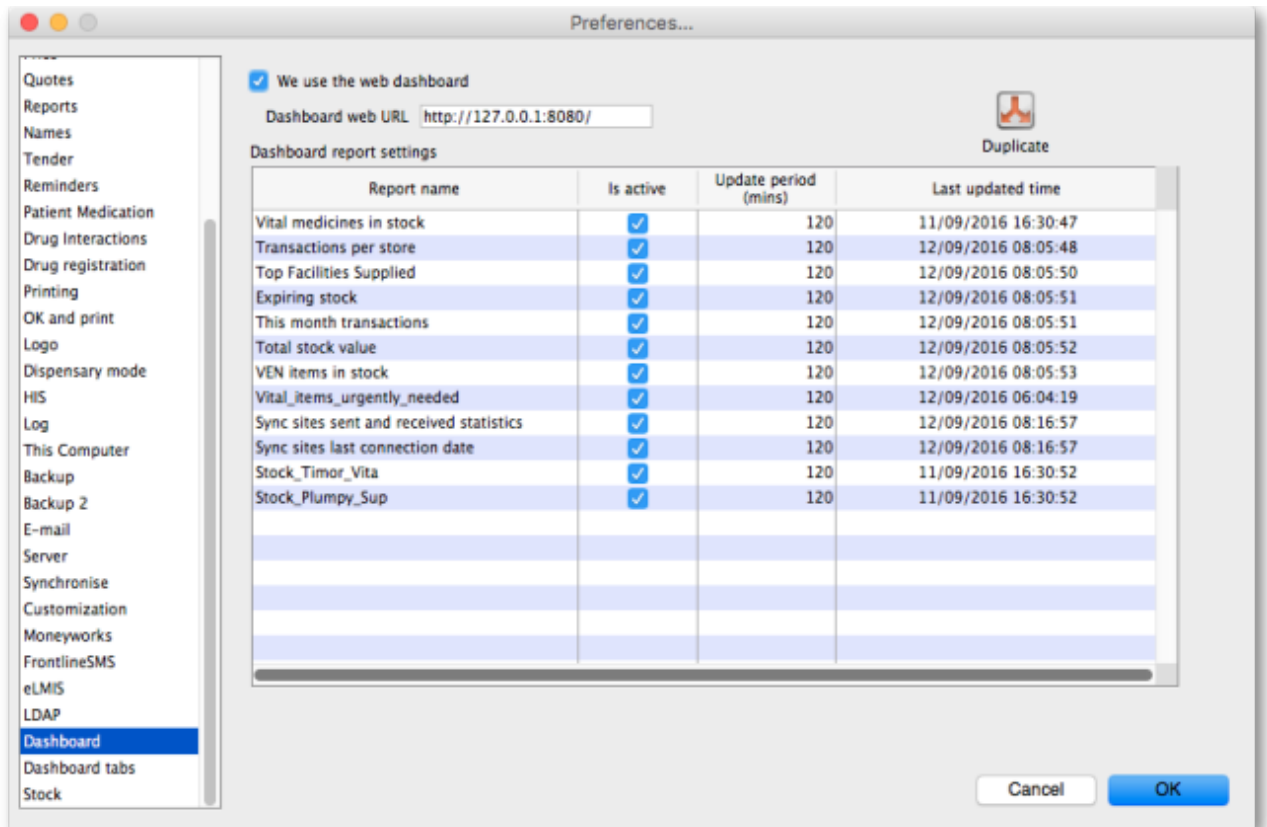 Preferences...
Quotes
Reports
Names
Tender
Reminders
Patient Medication
Drug Interactions
Drug registration
Printing
OK and print
Logo
Dispensary mode
HIS
Log
This Computer
Backup
Backup 2
E-mail
Server
Synchronise
Customization
Moneyworks
FrontlineSMS
eLMIS
LDAP
Dashboard
Dashboard tabs
Stock
We use the web dashboard
Dashboard web URL http://127.0.0.1:8080/
Duplicate
Dashboard report settings
Report name Is active Update period (mins) Last updated time
Vital medicines in stock 120 11/09/2016 16:30:47
Transactions per store 120 12/09/2016 08:05:48
Top Facilities Supplied 120 12/09/2016 08:05:50
Expiring stock 120 12/09/2016 08:05:51
This month transactions 120 12/09/2016 08:05:51
Total stock value 120 12/09/2016 08:05:52
VEN items in stock 120 12/09/2016 08:05:53
Vital_items_urgently_needed 120 12/09/2016 06:04:19
Sync sites sent and received statistics 120 12/09/2016 08:16:57
Sync sites last connection date 120 12/09/2016 08:16:57
Stock_Timor_Vita 120 11/09/2016 16:30:52
Stock_Plumpy_Sup 120 11/09/2016 16:30:52
Cancel OK